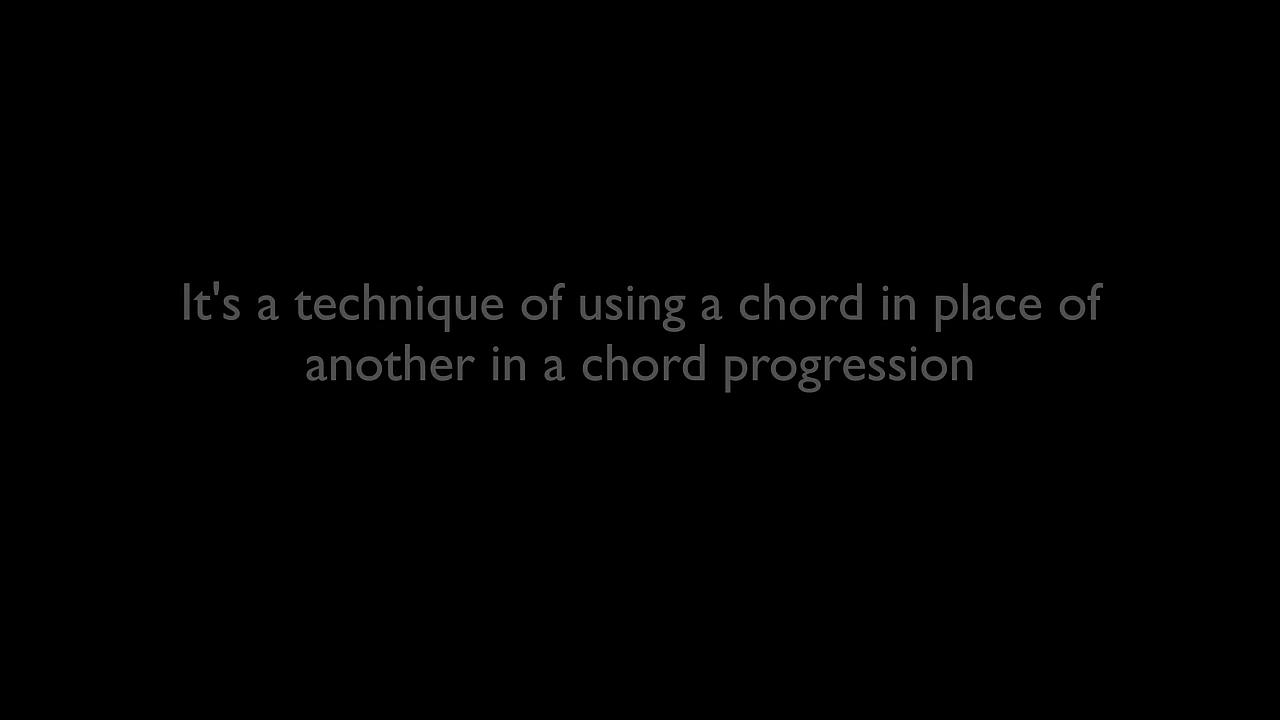 It's a technique of using a chord in place of
another in a chord progression